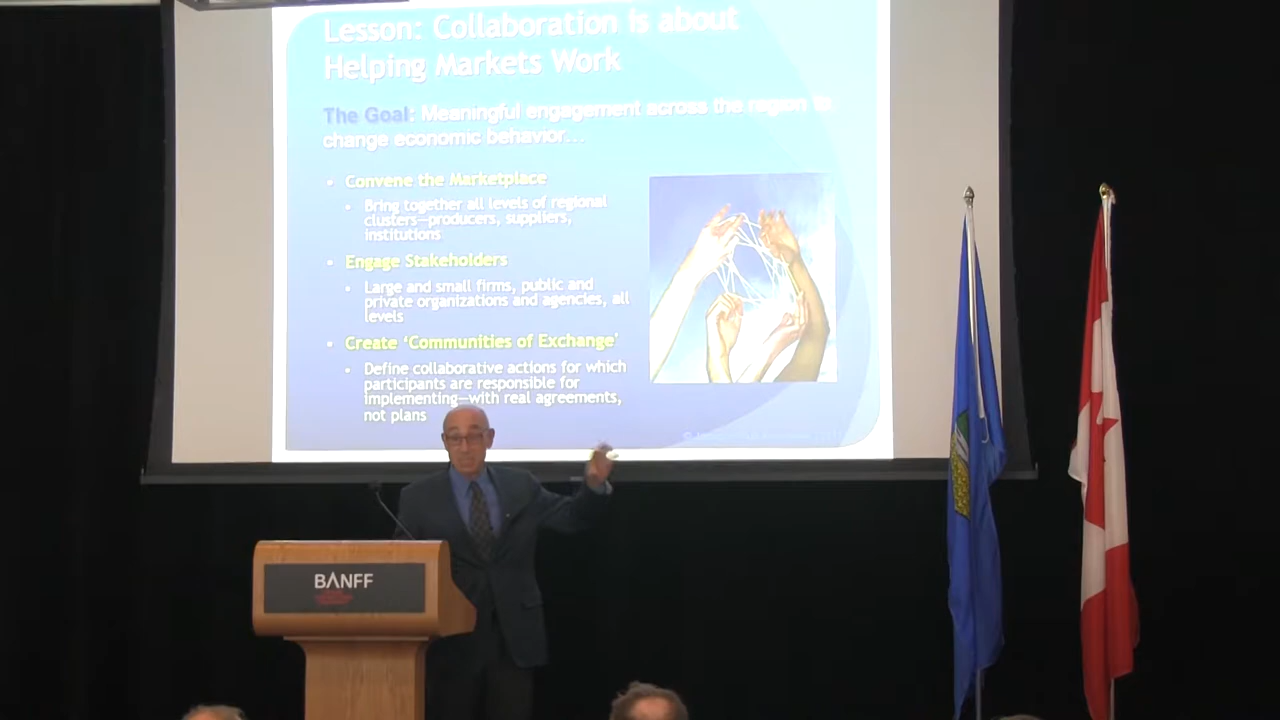 Lesson: Collaboration is about
Helping Markets Work
The Goal: Meaningful engagement across the region to
change economic behavior...
• Convene the Marketplace
• Bring together all levels of regional
clusters—producers, suppliers,
institutions
• Engage Stakeholders
• Large and small firms, public and
private organizations and agencies, all
levels
• Create ‘Communities of Exchange’
• Define collaborative actions for which
participants are responsible for
implementing—with real agreements,
not plans
BANFF